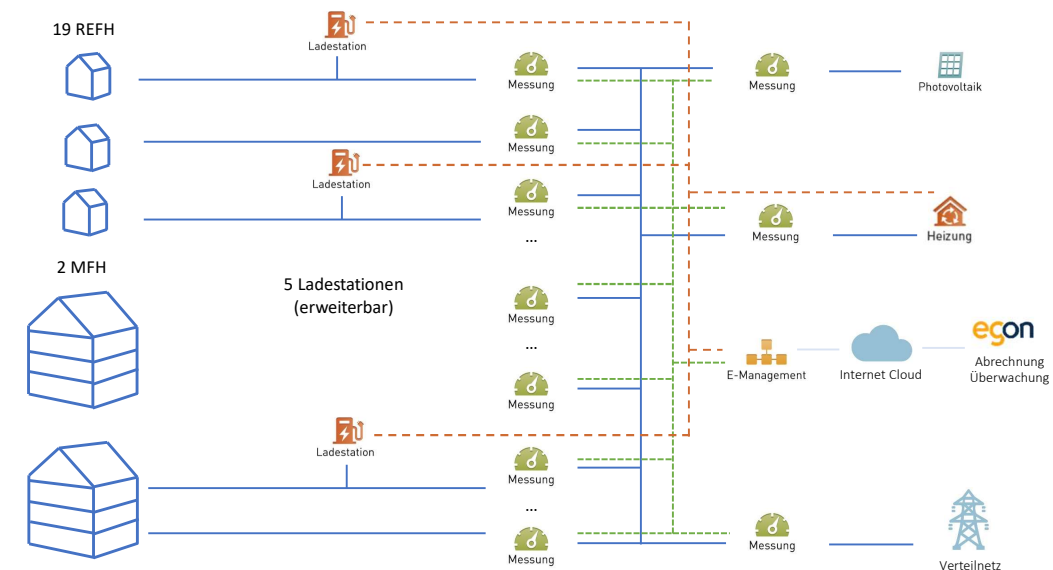 19 REFH
Ladestation
Messung
Messung
Photovoltaik
Messung
Ladestation
Messung
...
Messung
Heizung
2 MFH
5 Ladestationen
(erweiterbar)
Messung
...
E-Management
Internet Cloud
egon
Abrechnung
Überwachung
Messung
Ladestation
Messung
...
Messung
Messung
Verteilnetz